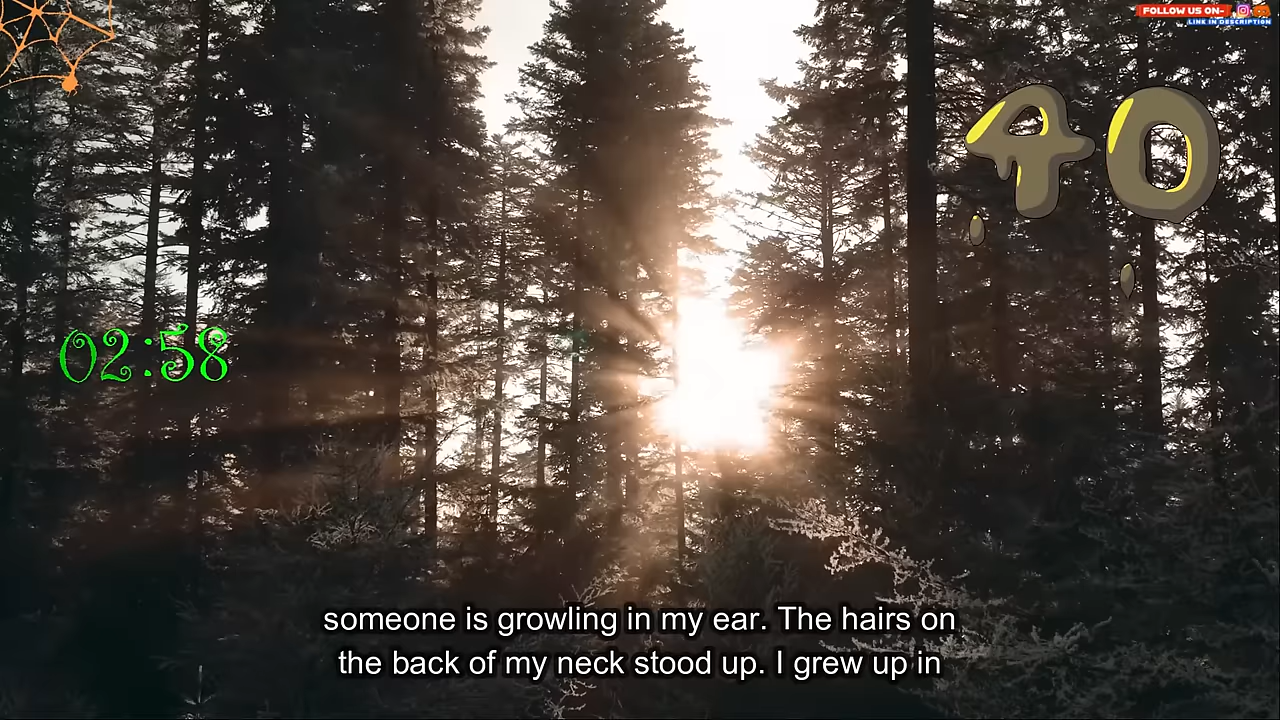 FOLLOW US ON-
LINK IN DESCRIPTION
40
02:58
someone is growling in my ear. The hairs on
the back of my neck stood up. I grew up in